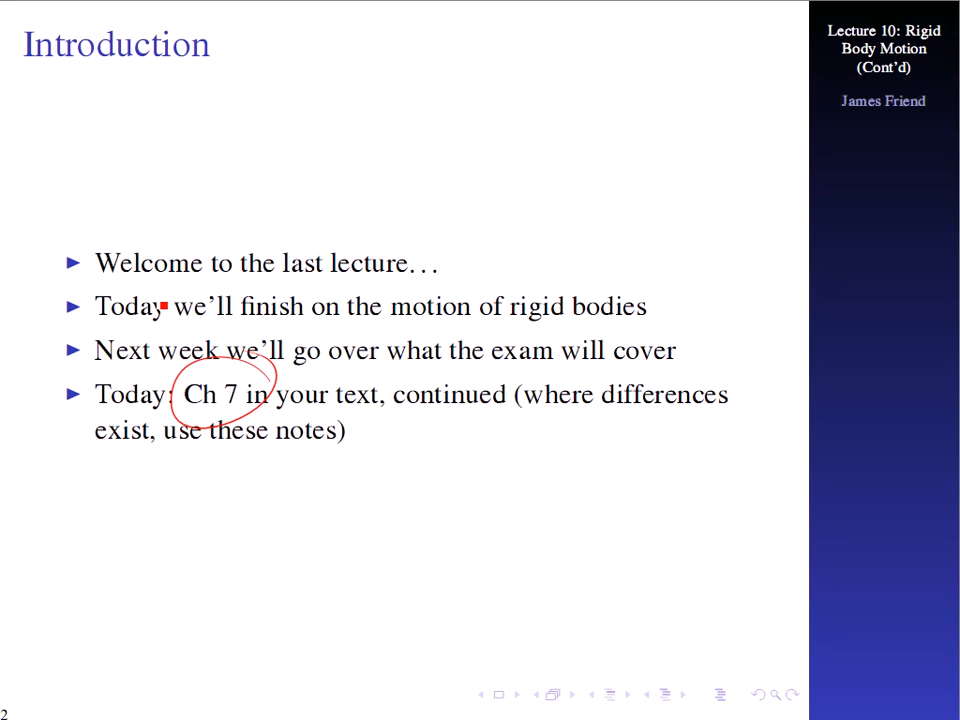 Introduction
Lecture 10: Rigid
Body Motion
(Cont'd)
James Friend
Welcome to the last lecture...
Today we'll finish on the motion of rigid bodies
Next week we'll go over what the exam will cover
Today: Ch 7 in your text, continued (where differences
exist, use these notes)
2